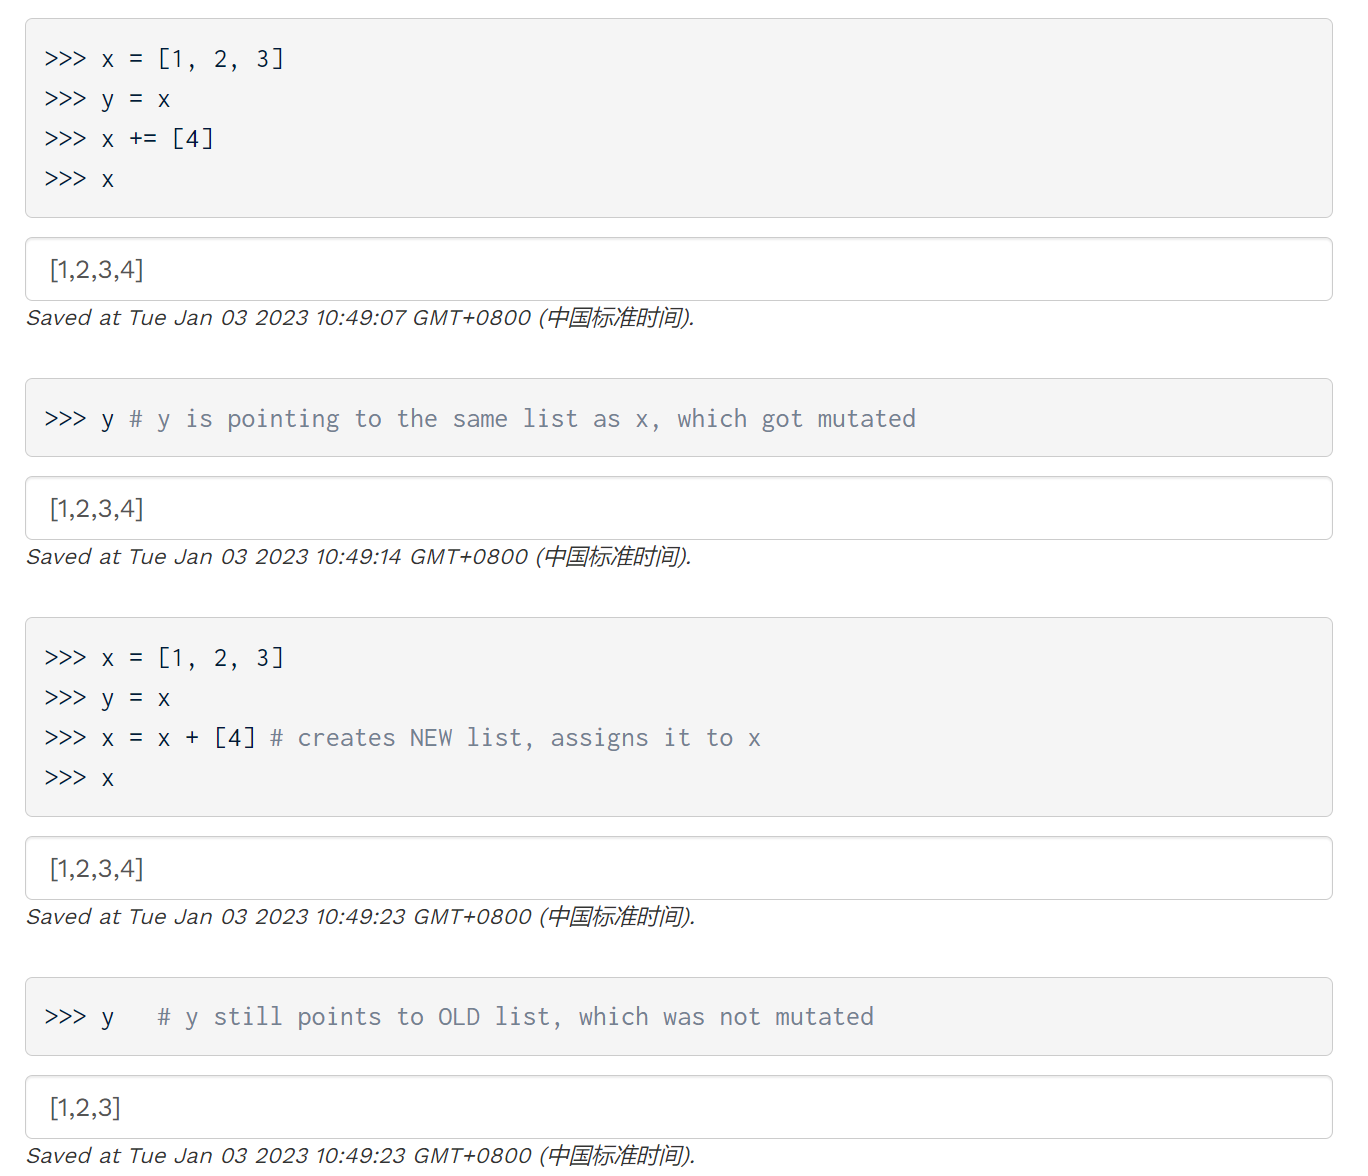 >>> x = [1, 2, 3]
>>> y = x
>>> x += [4]
>>> x
[1,2,3,4]
Saved at Tue Jan 03 2023 10:49:07 GMT+0800 (中国标准时间).
>>> y # y is pointing to the same list as x, which got mutated
[1,2,3,4]
Saved at Tue Jan 03 2023 10:49:14 GMT+0800 (中国标准时间).
>>> x = [1, 2, 3]
>>> y = x
>>> x = x + [4] # creates NEW list, assigns it to x
>>> x
[1,2,3,4]
Saved at Tue Jan 03 2023 10:49:23 GMT+0800 (中国标准时间).
>>> y   # y still points to OLD list, which was not mutated
[1,2,3]
Saved at Tue Jan 03 2023 10:49:23 GMT+0800 (中国标准时间).